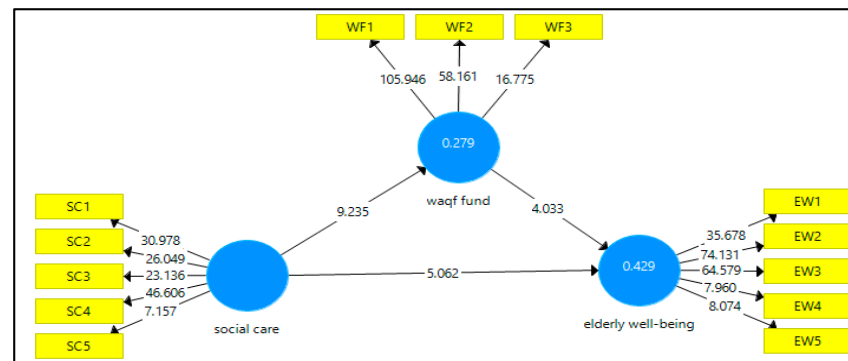 WF1 WF2 WF3
105.946 58.161 16.775
0.279
waqf fund
9.235
4.033
SC1
SC2
SC3
SC4
SC5
30.978
26.049
23.136
46.606
7.157
social care
5.062
0.429
elderly well-being
35.678
74.131
64.579
7.960
8.074
EW1
EW2
EW3
EW4
EW5